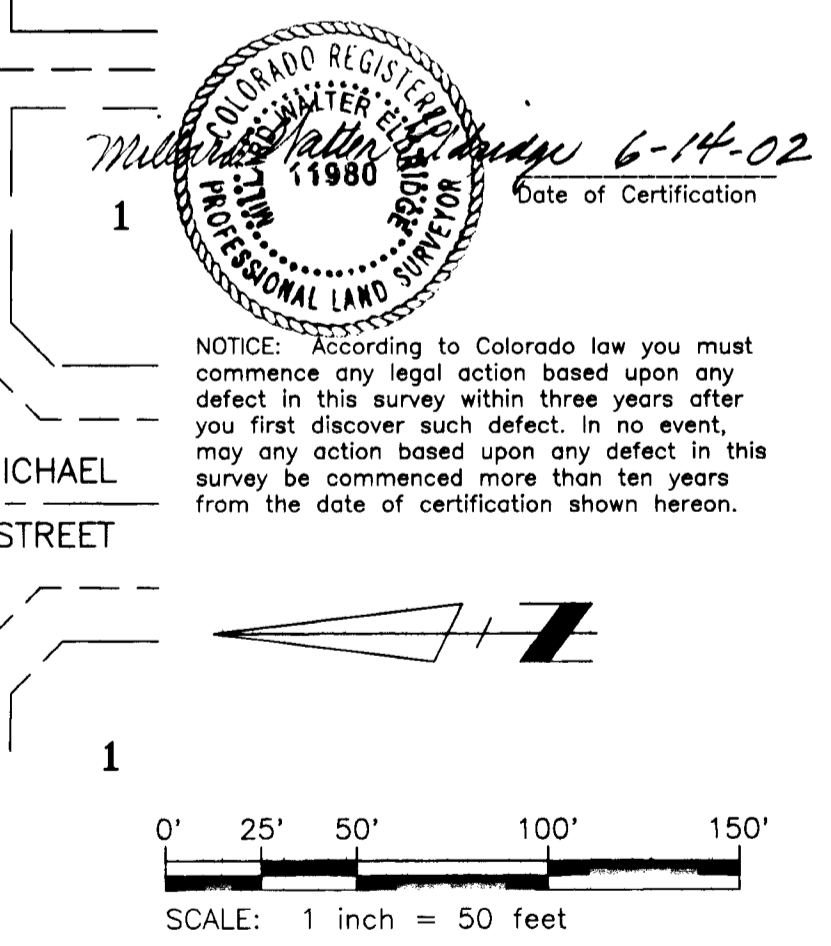 COLORADO REGISTERED
MILLARD WALTER ELDRIDGE
11980
PROFESSIONAL LAND SURVEYOR
Millard Walter Eldridge 6-14-02
Date of Certification
1
NOTICE: According to Colorado law you must
commence any legal action based upon any
defect in this survey within three years after
you first discover such defect. In no event,
may any action based upon any defect in this
survey be commenced more than ten years
from the date of certification shown hereon.
ICHAEL
STREET
N
1
0' 25' 50' 100' 150'
SCALE: 1 inch = 50 feet